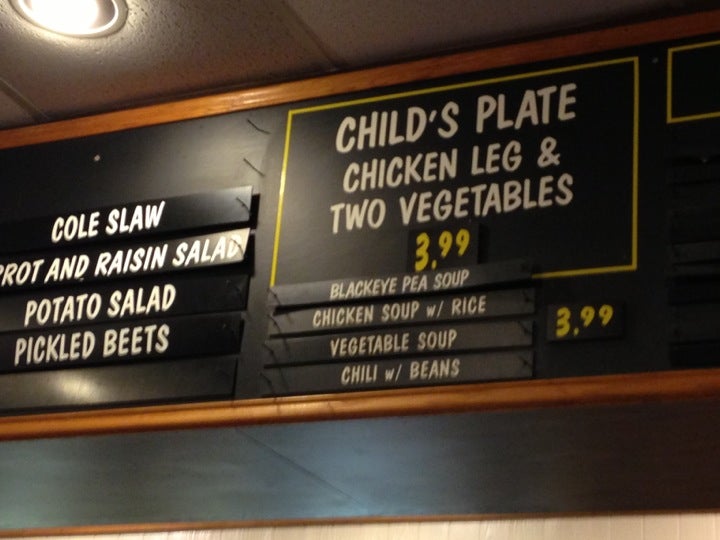 COLE SLAW
RROT AND RAISIN SALAD
POTATO SALAD
PICKLED BEETS
CHILD'S PLATE
CHICKEN LEG &
TWO VEGETABLES
3.99
BLACKEYE PEA SOUP
CHICKEN SOUP w/ RICE
VEGETABLE SOUP
CHILI w/ BEANS
3.99